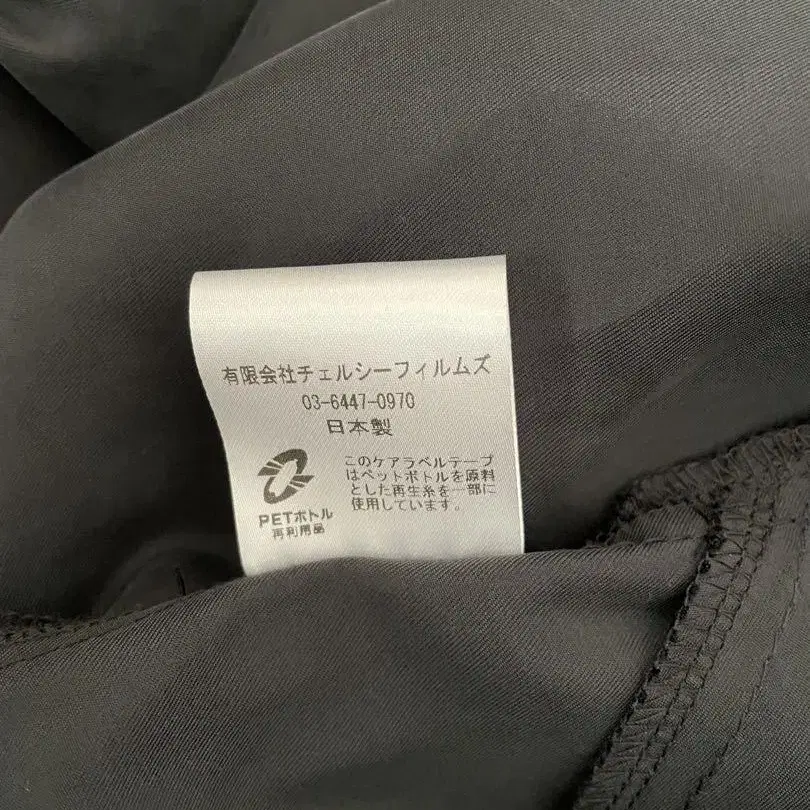 有限会社チェルシーフィルムズ
03-6447-0970
日本製
このケアラベルテープ
はペットボトルを原料
とした再生糸を一部に
使用しています。
PETボトル
再利用品